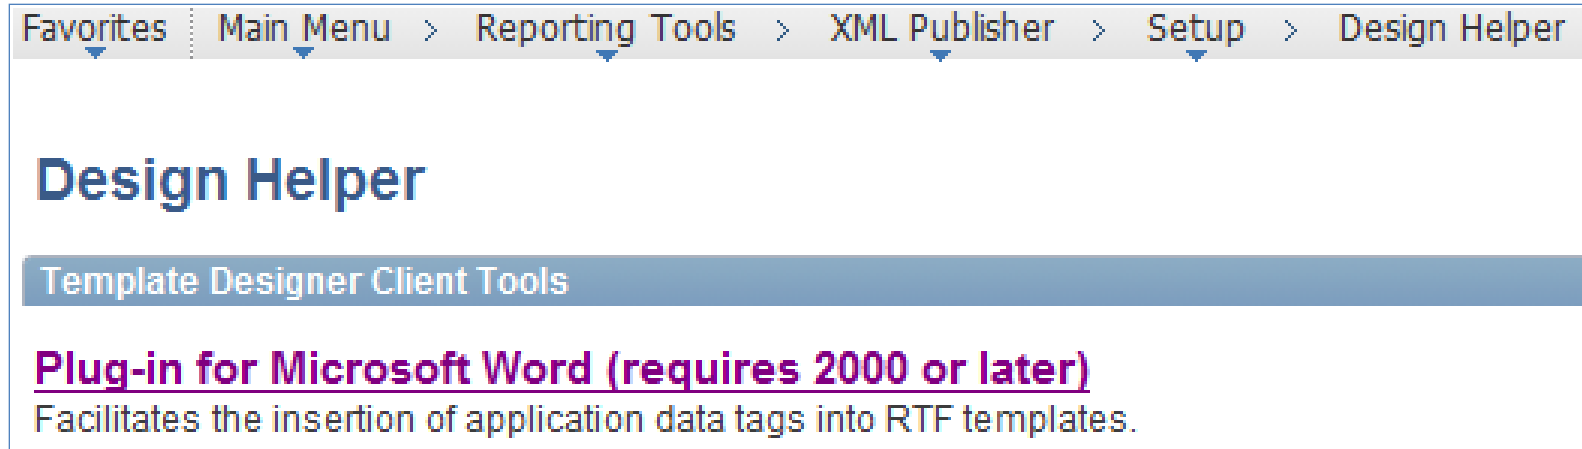 Favorites Main Menu > Reporting Tools > XML Publisher > Setup > Design Helper
Design Helper
Template Designer Client Tools
Plug-in for Microsoft Word (requires 2000 or later)
Facilitates the insertion of application data tags into RTF templates.